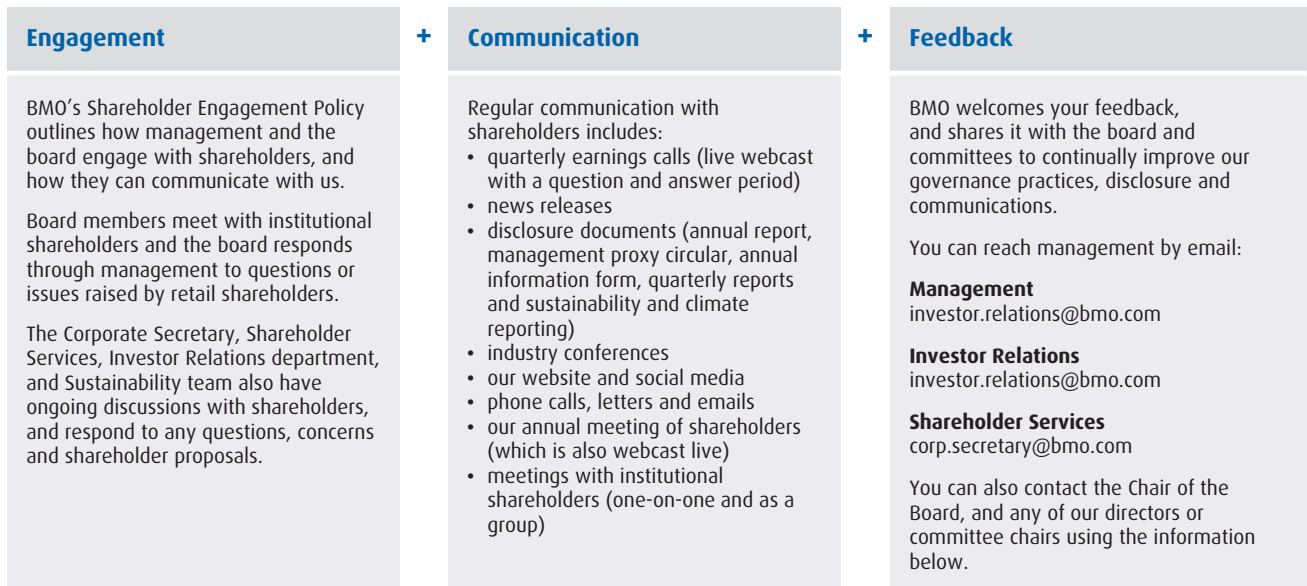 Engagement
BMO's Shareholder Engagement Policy
outlines how management and the
board engage with shareholders, and
how they can communicate with us.
Board members meet with institutional
shareholders and the board responds
through management to questions or
issues raised by retail shareholders.
The Corporate Secretary, Shareholder
Services, Investor Relations department,
and Sustainability team also have
ongoing discussions with shareholders,
and respond to any questions, concerns
and shareholder proposals.
+
Communication
Regular communication with
shareholders includes:
• quarterly earnings calls (live webcast
with a question and answer period)
• news releases
• disclosure documents (annual report,
management proxy circular, annual
information form, quarterly reports
and sustainability and climate
reporting)
• industry conferences
• our website and social media
• phone calls, letters and emails
• our annual meeting of shareholders
(which is also webcast live)
• meetings with institutional
shareholders (one-on-one and as a
group)
+
Feedback
BMO welcomes your feedback,
and shares it with the board and
committees to continually improve our
governance practices, disclosure and
communications.
You can reach management by email:
Management
investor.relations@bmo.com
Investor Relations
investor.relations@bmo.com
Shareholder Services
corp.secretary@bmo.com
You can also contact the Chair of the
Board, and any of our directors or
committee chairs using the information
below.